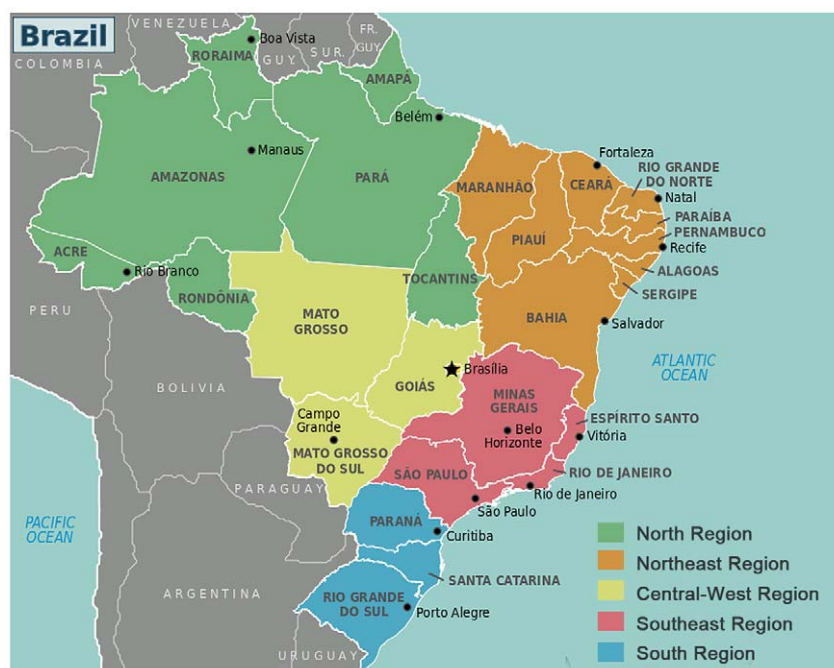 Brazil
VENEZUELA
COLOMBIA
GUY.
SUR.
FR.
GUY.
Boa Vista
RORAIMA
AMAPÁ
Belém
Manaus
AMAZONAS
PARÁ
Fortaleza
MARANHÃO
CEARÁ
RIO GRANDE
DO NORTE
Natal
PARAÍBA
PERNAMBUCO
Recife
PIAUÍ
ACRE
Rio Branco
RONDÔNIA
TOCANTINS
ALAGOAS
SERGIPE
PERU
MATO
GROSSO
BAHIA
Salvador
BOLIVIA
GOIÁS
Brasília
ATLANTIC
OCEAN
MINAS
GERAIS
Campo
Grande
Belo
Horizonte
ESPÍRITO SANTO
Vitória
MATO GROSSO
DO SUL
SÃO PAULO
RIO DE JANEIRO
Rio de Janeiro
São Paulo
PARAGUAY
PACIFIC
OCEAN
PARANÁ
Curitiba
SANTA CATARINA
ARGENTINA
RIO GRANDE
DO SUL
Porto Alegre
URUGUAY
North Region
Northeast Region
Central-West Region
Southeast Region
South Region